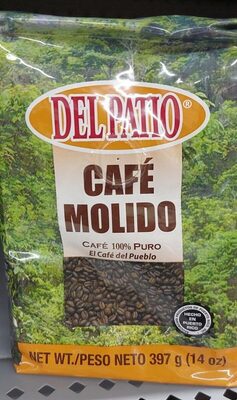 DEL PATIO®
CAFÉ
MOLIDO
CAFÉ 100% PURO
El Café del Pueblo
HECHO
EN PUERTO
RICO
NET WT./PESO NETO 397 g (14 oz)